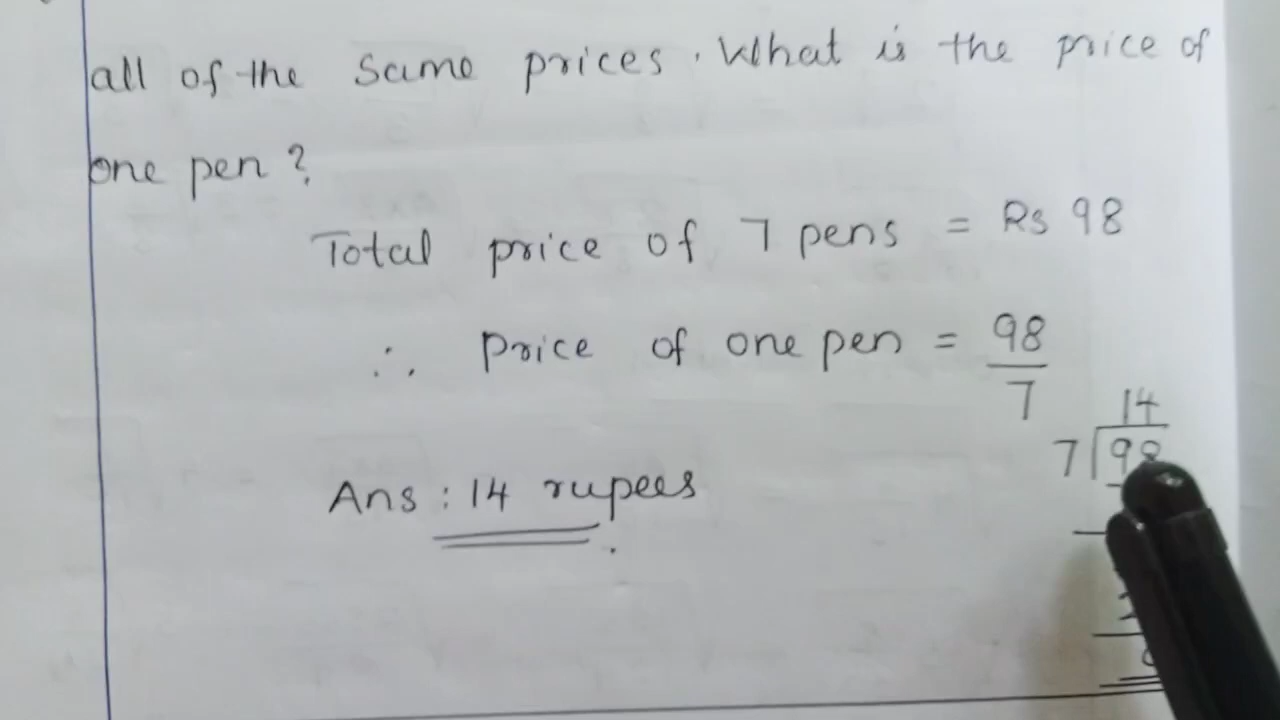 all of the same prices. What is the price of
one pen?
Total price of 7 pens = Rs 98
∴ price of one pen = 98
7
14
7 98
Ans : 14 rupees